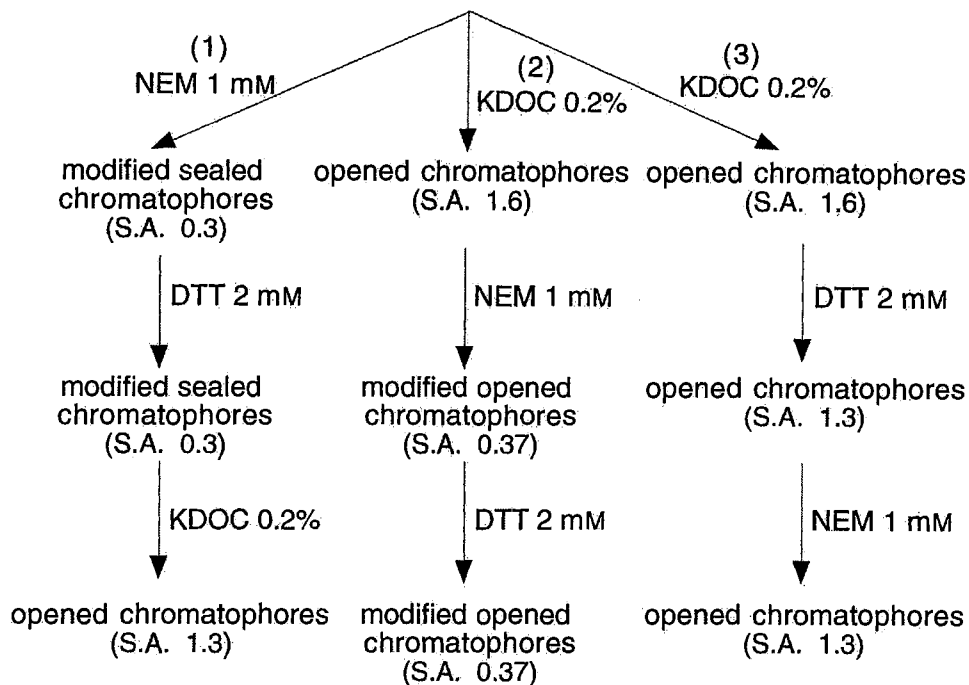 (1)
NEM 1 mM
(2)
KDOC 0.2%
(3)
KDOC 0.2%
modified sealed
chromatophores
(S.A. 0.3)
opened chromatophores
(S.A. 1.6)
opened chromatophores
(S.A. 1.6)
DTT 2 mM
NEM 1 mM
DTT 2 mM
modified sealed
chromatophores
(S.A. 0.3)
modified opened
chromatophores
(S.A. 0.37)
opened chromatophores
(S.A. 1.3)
KDOC 0.2%
DTT 2 mM
NEM 1 mM
opened chromatophores
(S.A. 1.3)
modified opened
chromatophores
(S.A. 0.37)
opened chromatophores
(S.A. 1.3)